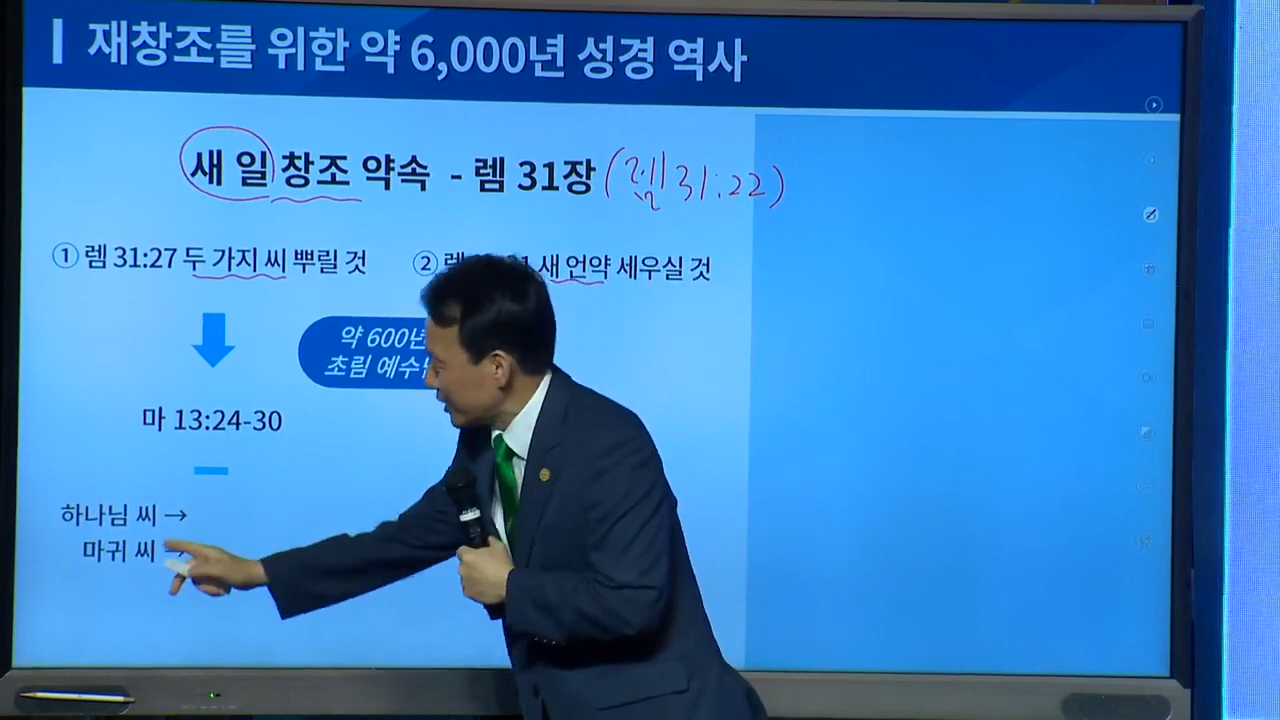 재창조를 위한 약 6,000년 성경 역사
새 일 창조 약속 - 렘 31장 (렘 31:22)
① 렘 31:27 두 가지 씨 뿌릴 것
② 렘 새 언약 세우실 것
약 600년
초림 예수
마 13:24-30
하나님 씨 →
마귀 씨 →